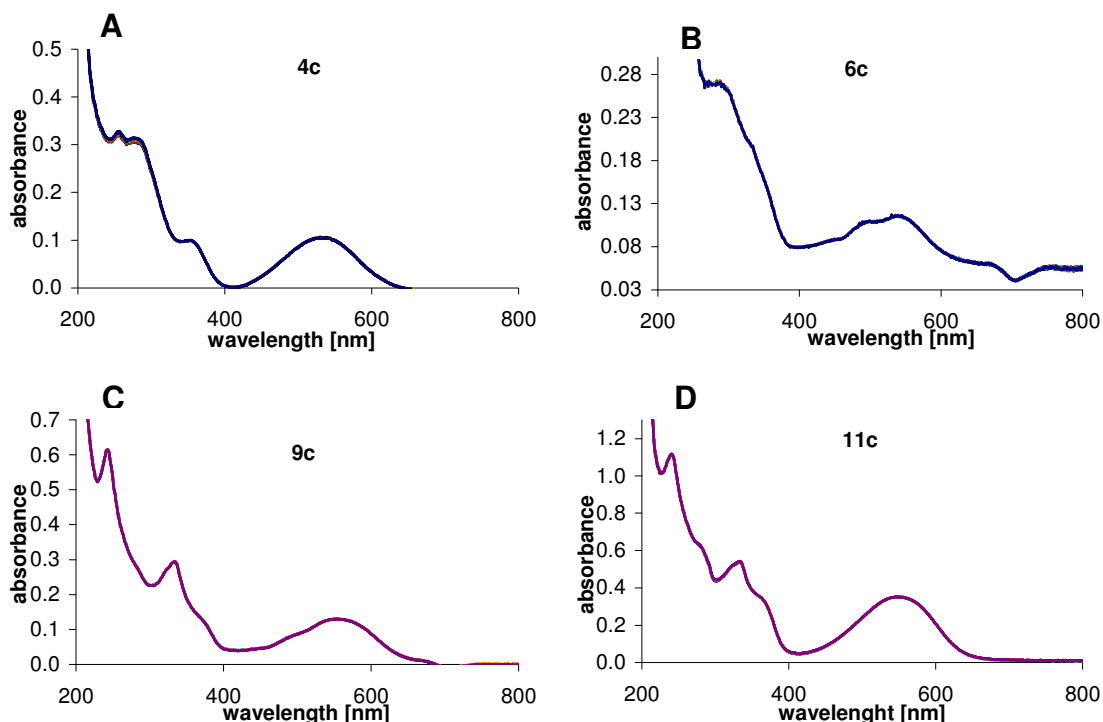 A
4c
absorbance
0.5
0.4
0.3
0.2
0.1
0.0
200 400 600 800
wavelength [nm]
B
6c
absorbance
0.28
0.23
0.18
0.13
0.08
0.03
200 400 600 800
wavelength [nm]
C
9c
absorbance
0.7
0.6
0.5
0.4
0.3
0.2
0.1
0.0
200 400 600 800
wavelength [nm]
D
11c
absorbance
1.2
1.0
0.8
0.6
0.4
0.2
0.0
200 400 600 800
wavelenght [nm]